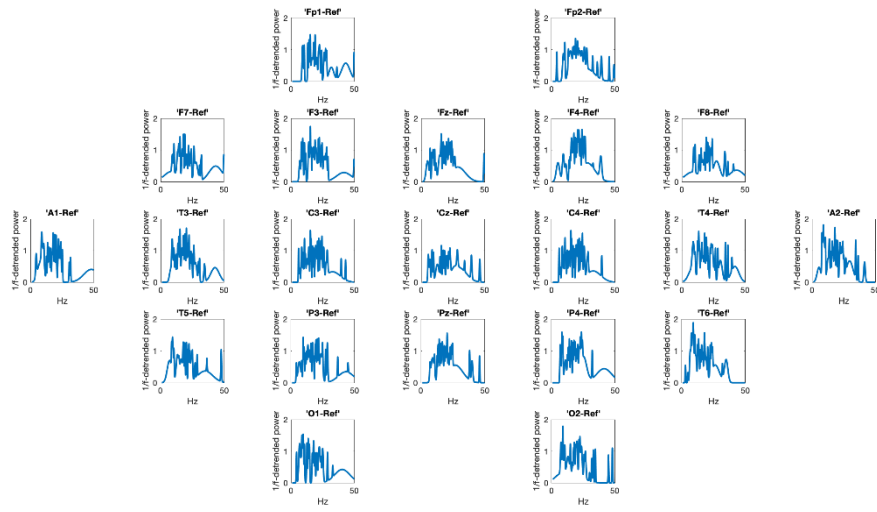 'Fp1-Ref'
1/f-detrended power
2
1
0
0
50
Hz
'Fp2-Ref'
1/f-detrended power
2
1
0
0
50
Hz
'F7-Ref'
1/f-detrended power
2
1
0
0
50
Hz
'F3-Ref'
1/f-detrended power
2
1
0
0
50
Hz
'Fz-Ref'
1/f-detrended power
2
1
0
0
50
Hz
'F4-Ref'
1/f-detrended power
2
1
0
0
50
Hz
'F8-Ref'
1/f-detrended power
2
1
0
0
50
Hz
'A1-Ref'
1/f-detrended power
2
1
0
0
50
Hz
'T3-Ref'
1/f-detrended power
2
1
0
0
50
Hz
'C3-Ref'
1/f-detrended power
2
1
0
0
50
Hz
'Cz-Ref'
1/f-detrended power
2
1
0
0
50
Hz
'C4-Ref'
1/f-detrended power
2
1
0
0
50
Hz
'T4-Ref'
1/f-detrended power
2
1
0
0
50
Hz
'A2-Ref'
1/f-detrended power
2
1
0
0
50
Hz
'T5-Ref'
1/f-detrended power
2
1
0
0
50
Hz
'P3-Ref'
1/f-detrended power
2
1
0
0
50
Hz
'Pz-Ref'
1/f-detrended power
2
1
0
0
50
Hz
'P4-Ref'
1/f-detrended power
2
1
0
0
50
Hz
'T6-Ref'
1/f-detrended power
2
1
0
0
50
Hz
'O1-Ref'
1/f-detrended power
2
1
0
0
50
Hz
'O2-Ref'
1/f-detrended power
2
1
0
0
50
Hz